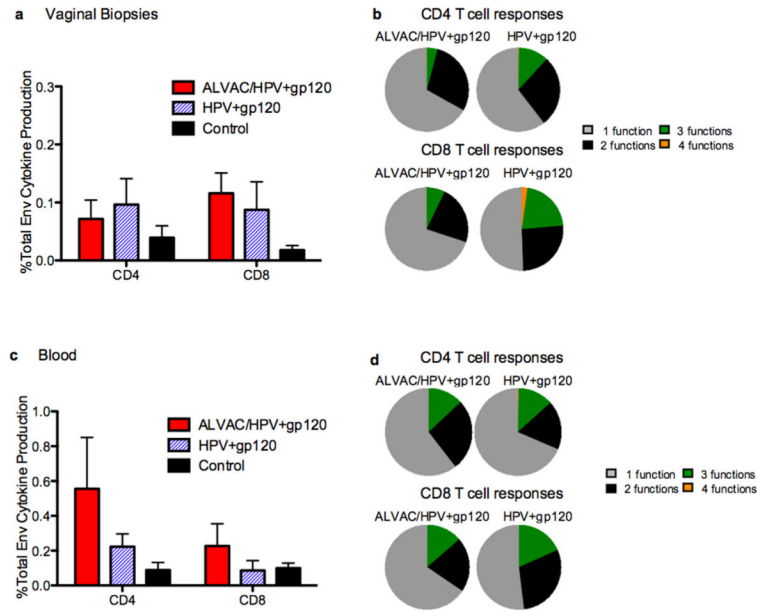 a Vaginal Biopsies
%Total Env Cytokine Production
0.3
0.2
0.1
0.0
ALVAC/HPV+gp120
HPV+gp120
Control
CD4 CD8
b CD4 T cell responses
ALVAC/HPV+gp120 HPV+gp120
CD8 T cell responses
ALVAC/HPV+gp120 HPV+gp120
1 function 3 functions
2 functions 4 functions
c Blood
%Total Env Cytokine Production
1.0
0.8
0.6
0.4
0.2
0.0
ALVAC/HPV+gp120
HPV+gp120
Control
CD4 CD8
d CD4 T cell responses
ALVAC/HPV+gp120 HPV+gp120
CD8 T cell responses
ALVAC/HPV+gp120 HPV+gp120
1 function 3 functions
2 functions 4 functions